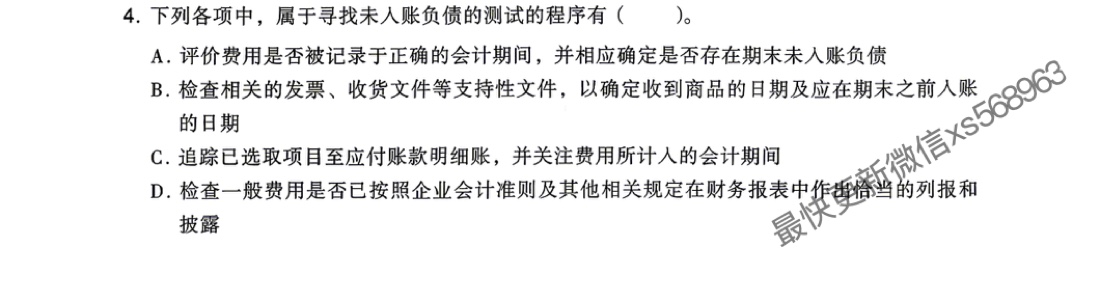 4. 下列各项中，属于寻找未入账负债的测试的程序有（　　）。
A. 评价费用是否被记录于正确的会计期间，并相应确定是否存在期末未入账负债
B. 检查相关的发票、收货文件等支持性文件，以确定收到商品的日期及应在期末之前入账
的日期
C. 追踪已选取项目至应付账款明细账，并关注费用所计入的会计期间
D. 检查一般费用是否已按照企业会计准则及其他相关规定在财务报表中作出恰当的列报和
披露
最快更新微信xs568963